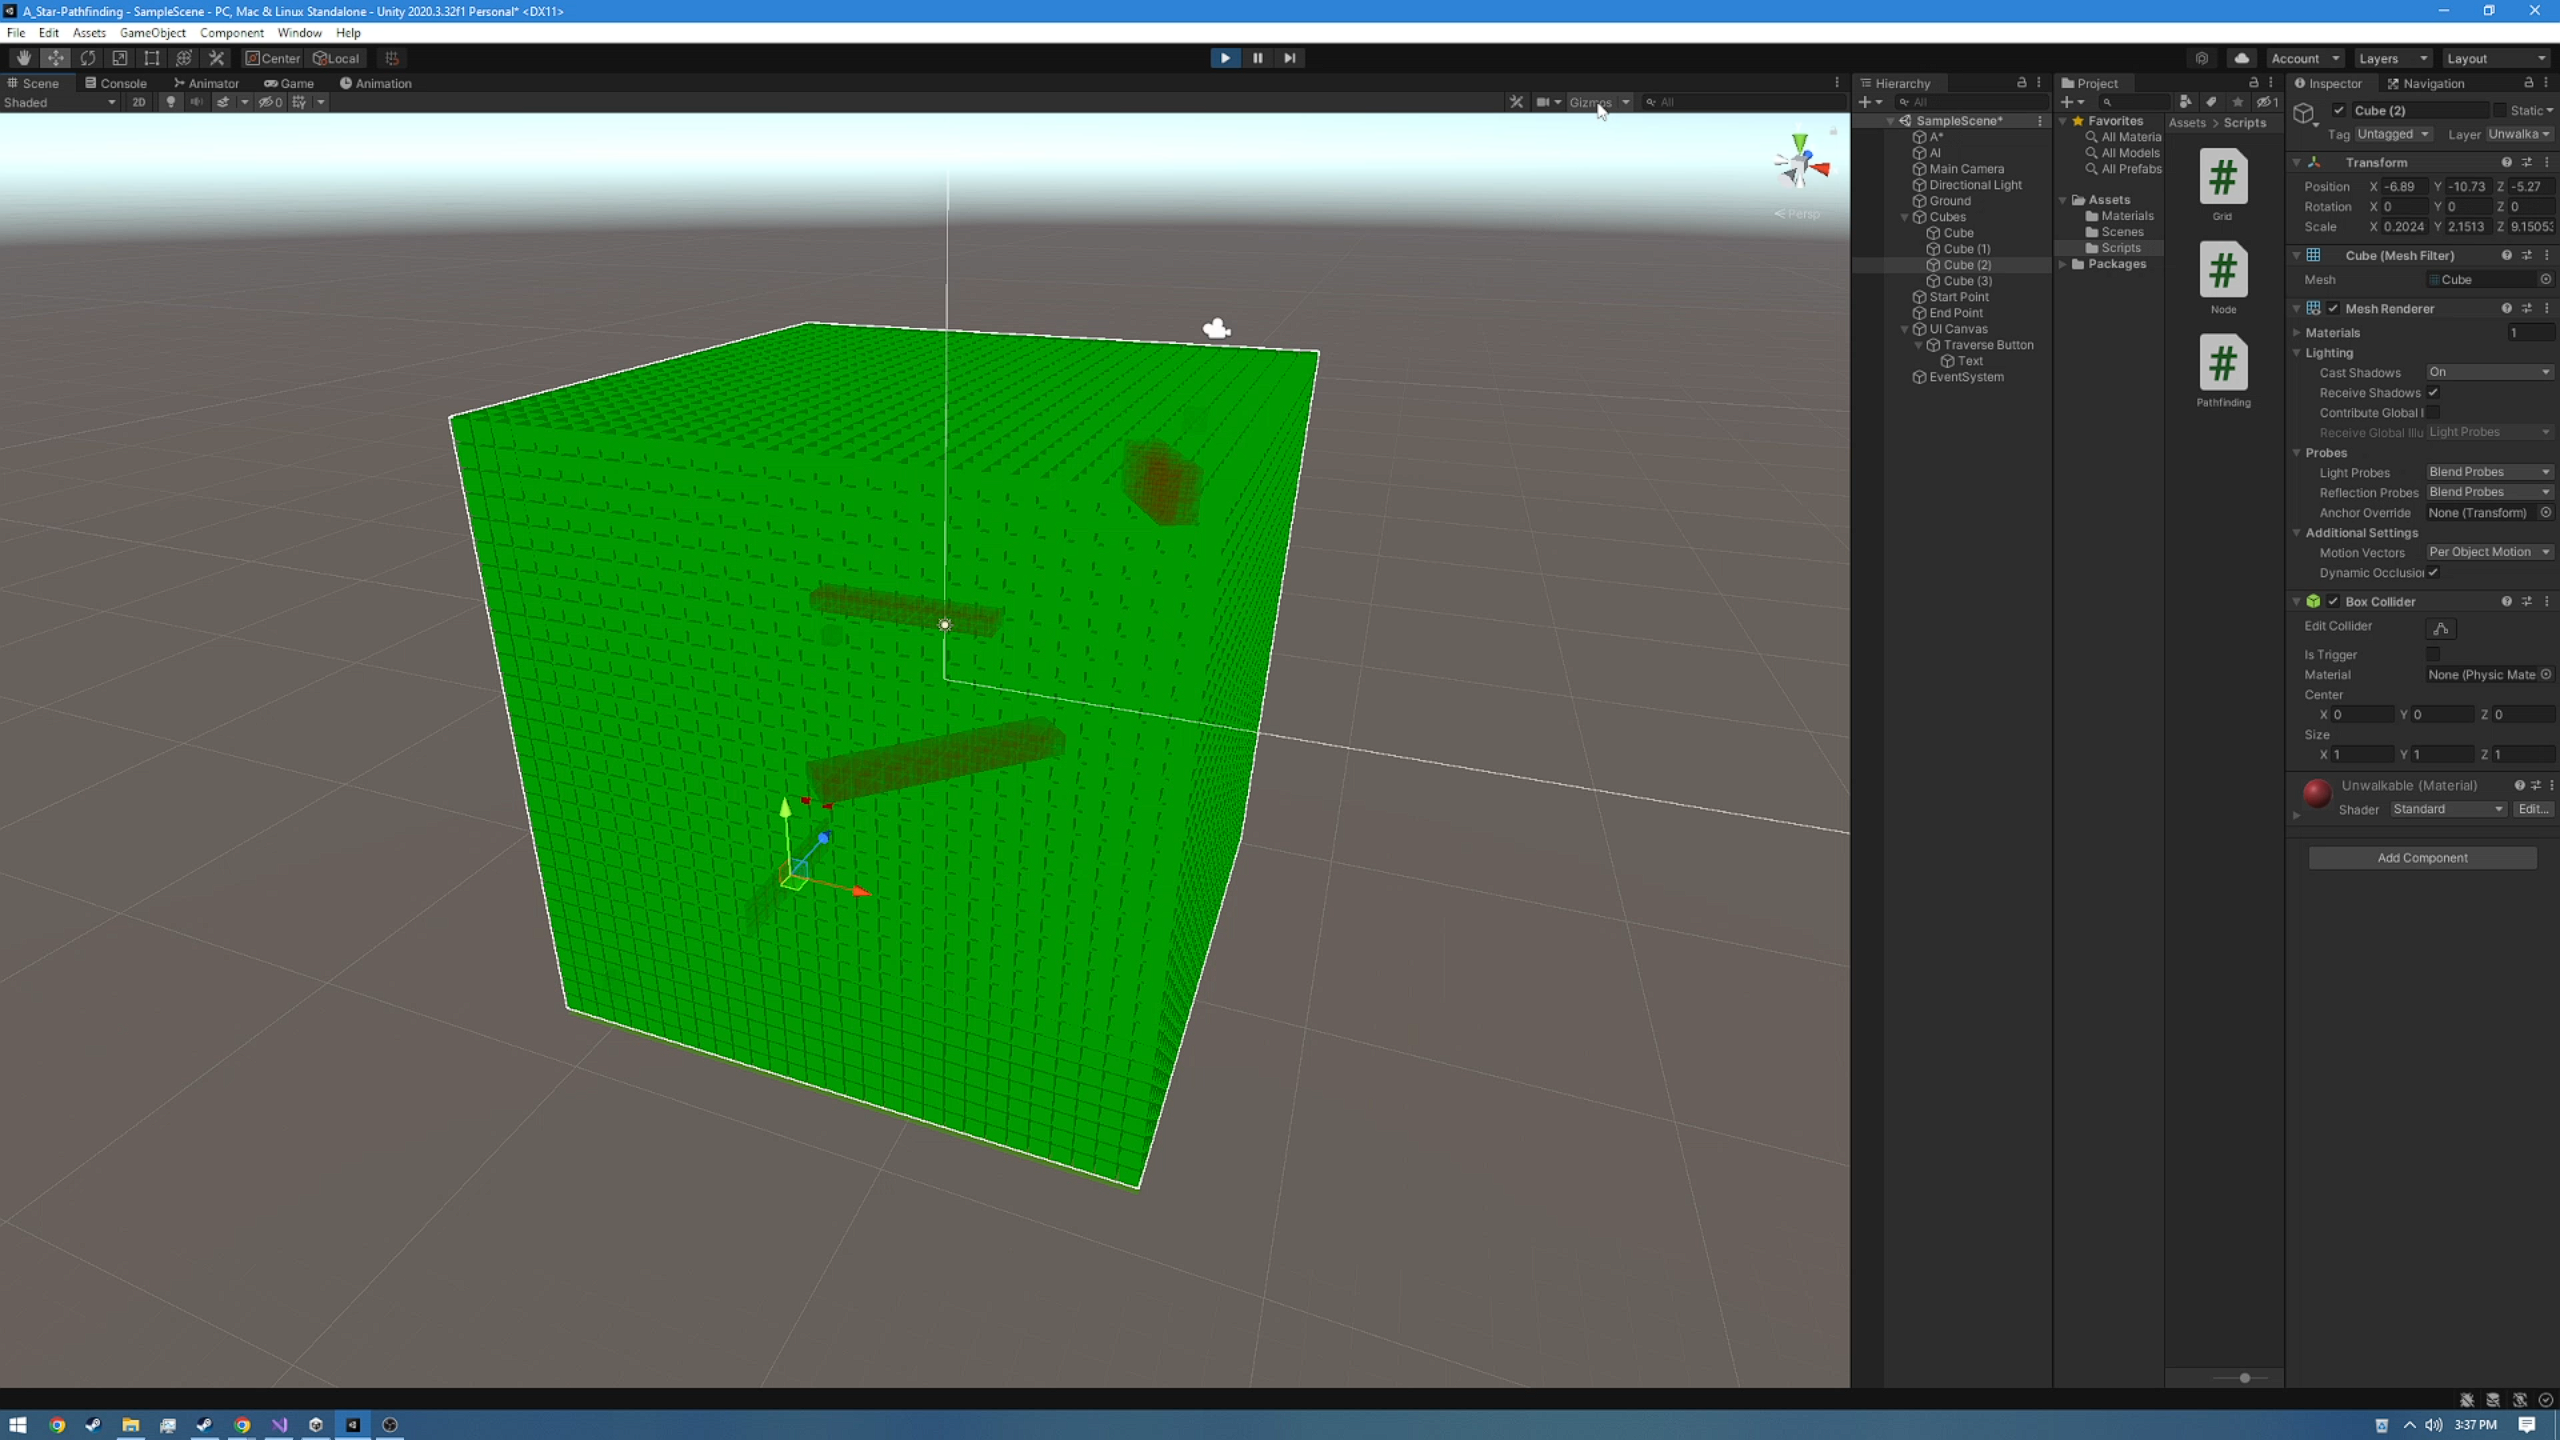 A_Star-Pathfinding - SampleScene - PC, Mac & Linux Standalone - Unity 2020.3.32f1 Personal* <DX11>
File Edit Assets GameObject Component Window Help
Center Local Account Layers Layout
Scene Console Animator Game Animation
Shaded 2D 0 Gizmos All
Persp
Hierarchy
All
SampleScene*
A*
AI
Main Camera
Directional Light
Ground
Cubes
Cube
Cube (1)
Cube (2)
Cube (3)
Start Point
End Point
UI Canvas
Traverse Button
Text
EventSystem
Project
1
Favorites
All Materia
All Models
All Prefabs
Assets
Materials
Scenes
Scripts
Packages
Assets > Scripts
Grid
Node
Pathfinding
Inspector Navigation
Cube (2) Static
Tag Untagged Layer Unwalka
Transform
Position X -6.89 Y -10.73 Z -5.27
Rotation X 0 Y 0 Z 0
Scale X 0.2024 Y 2.1513 Z 9.1505
Cube (Mesh Filter)
Mesh Cube
Mesh Renderer
Materials 1
Lighting
Cast Shadows On
Receive Shadows
Contribute Global I
Receive Global Illu Light Probes
Probes
Light Probes Blend Probes
Reflection Probes Blend Probes
Anchor Override None (Transform)
Additional Settings
Motion Vectors Per Object Motion
Dynamic Occlusio
Box Collider
Edit Collider
Is Trigger
Material None (Physic Mate
Center
X 0 Y 0 Z 0
Size
X 1 Y 1 Z 1
Unwalkable (Material)
Shader Standard Edit...
Add Component
3:37 PM